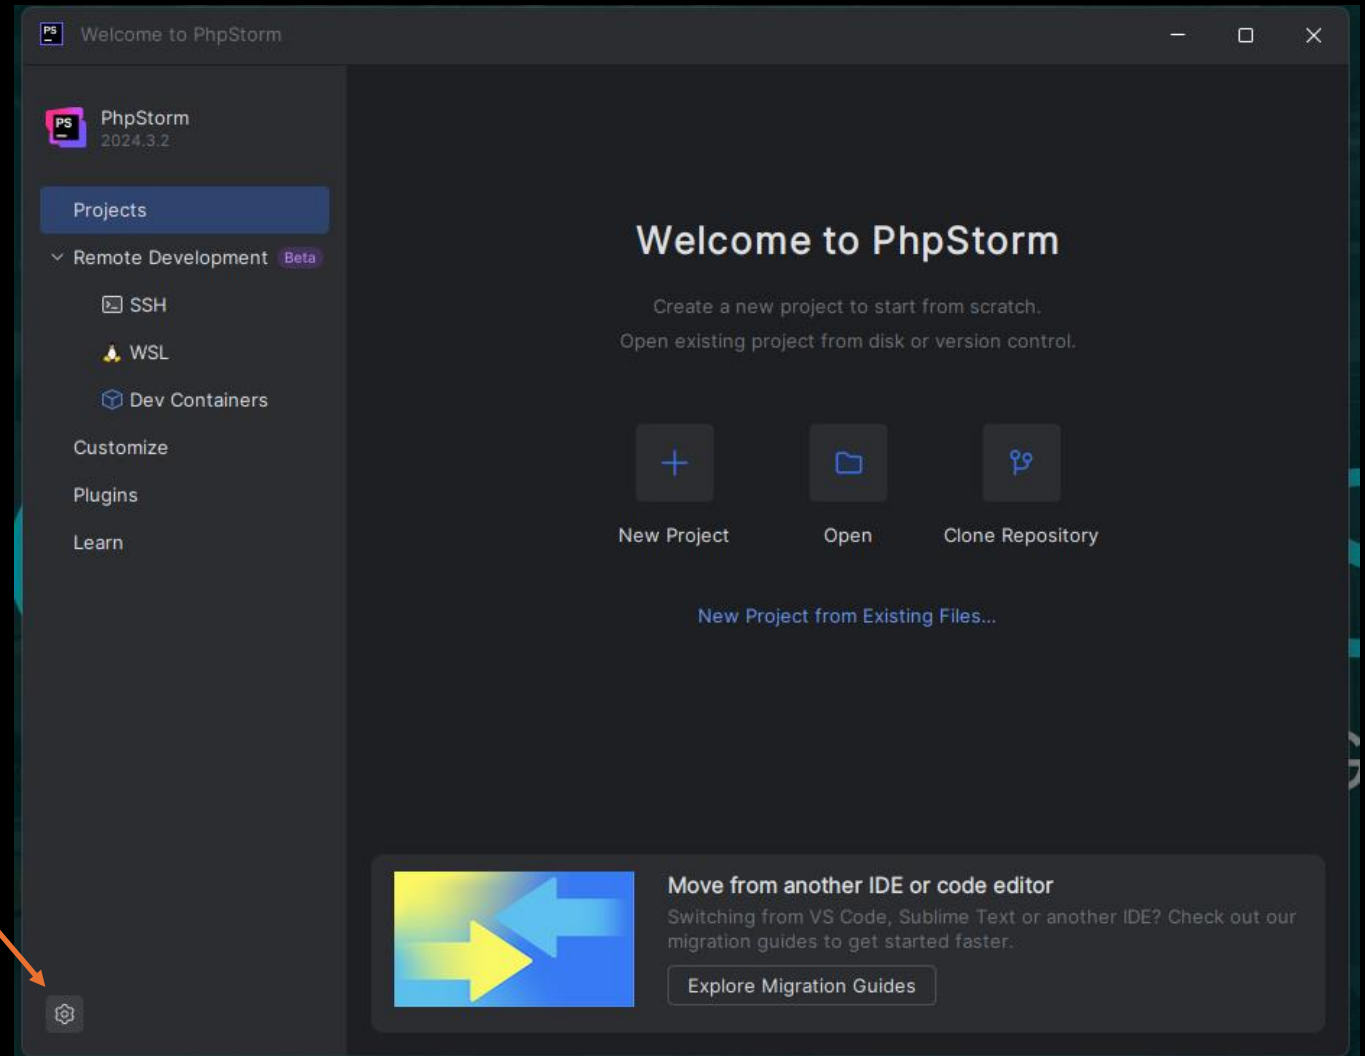 PS
Welcome to PhpStorm
PS
PhpStorm
2024.3.2
Projects
Remote Development Beta
SSH
WSL
Dev Containers
Customize
Plugins
Learn
Welcome to PhpStorm
Create a new project to start from scratch.
Open existing project from disk or version control.
New Project
Open
Clone Repository
New Project from Existing Files...
Move from another IDE or code editor
Switching from VS Code, Sublime Text or another IDE? Check out our
migration guides to get started faster.
Explore Migration Guides